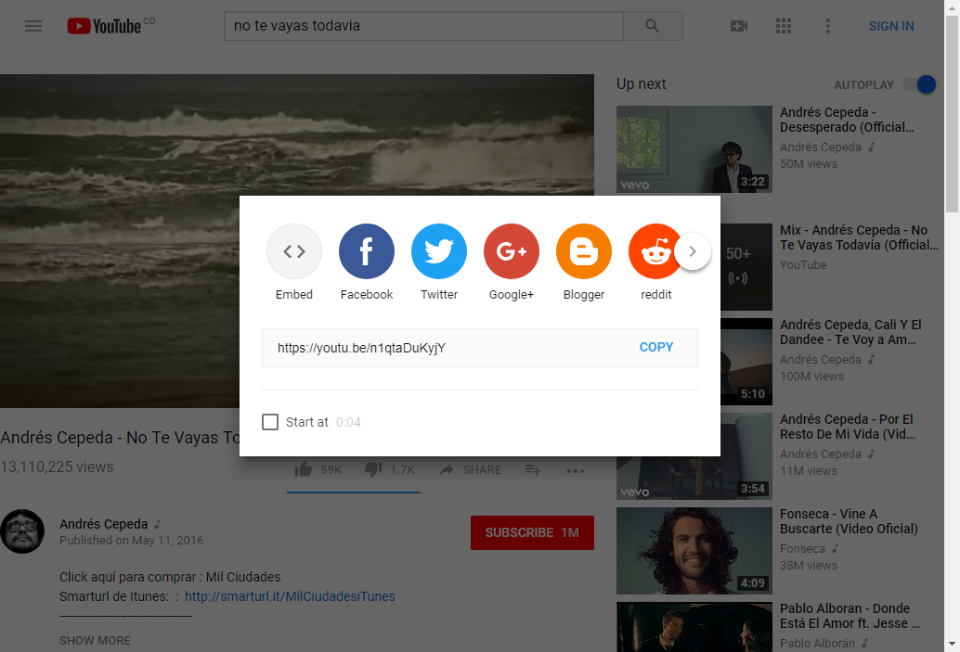 YouTube CO
no te vayas todavia
SIGN IN
Up next
AUTOPLAY
Andrés Cepeda -
Desesperado (Official...
Andrés Cepeda
50M views
vevo
3:22
50+
Mix - Andrés Cepeda - No
Te Vayas Todavía (Official...
YouTube
Andrés Cepeda, Cali Y El
Dandee - Te Voy a Am...
Andrés Cepeda
100M views
5:10
Andrés Cepeda - Por El
Resto De Mi Vida (Vid...
Andrés Cepeda
11M views
vevo
3:54
Fonseca - Vine A
Buscarte (Video Oficial)
Fonseca
38M views
4:09
Pablo Alboran - Donde
Está El Amor ft. Jesse ...
Pablo Alborán
Embed
Facebook
Twitter
Google+
Blogger
reddit
https://youtu.be/n1qtaDuKyjY
COPY
Start at 0:04
Andrés Cepeda - No Te Vayas To
13,110,225 views
59K
1.7K
SHARE
Andrés Cepeda
Published on May 11, 2016
SUBSCRIBE 1M
Click aquí para comprar : Mil Ciudades
Smarturl de Itunes: : http://smarturl.it/MilCiudadesiTunes
--------------------------------------
SHOW MORE